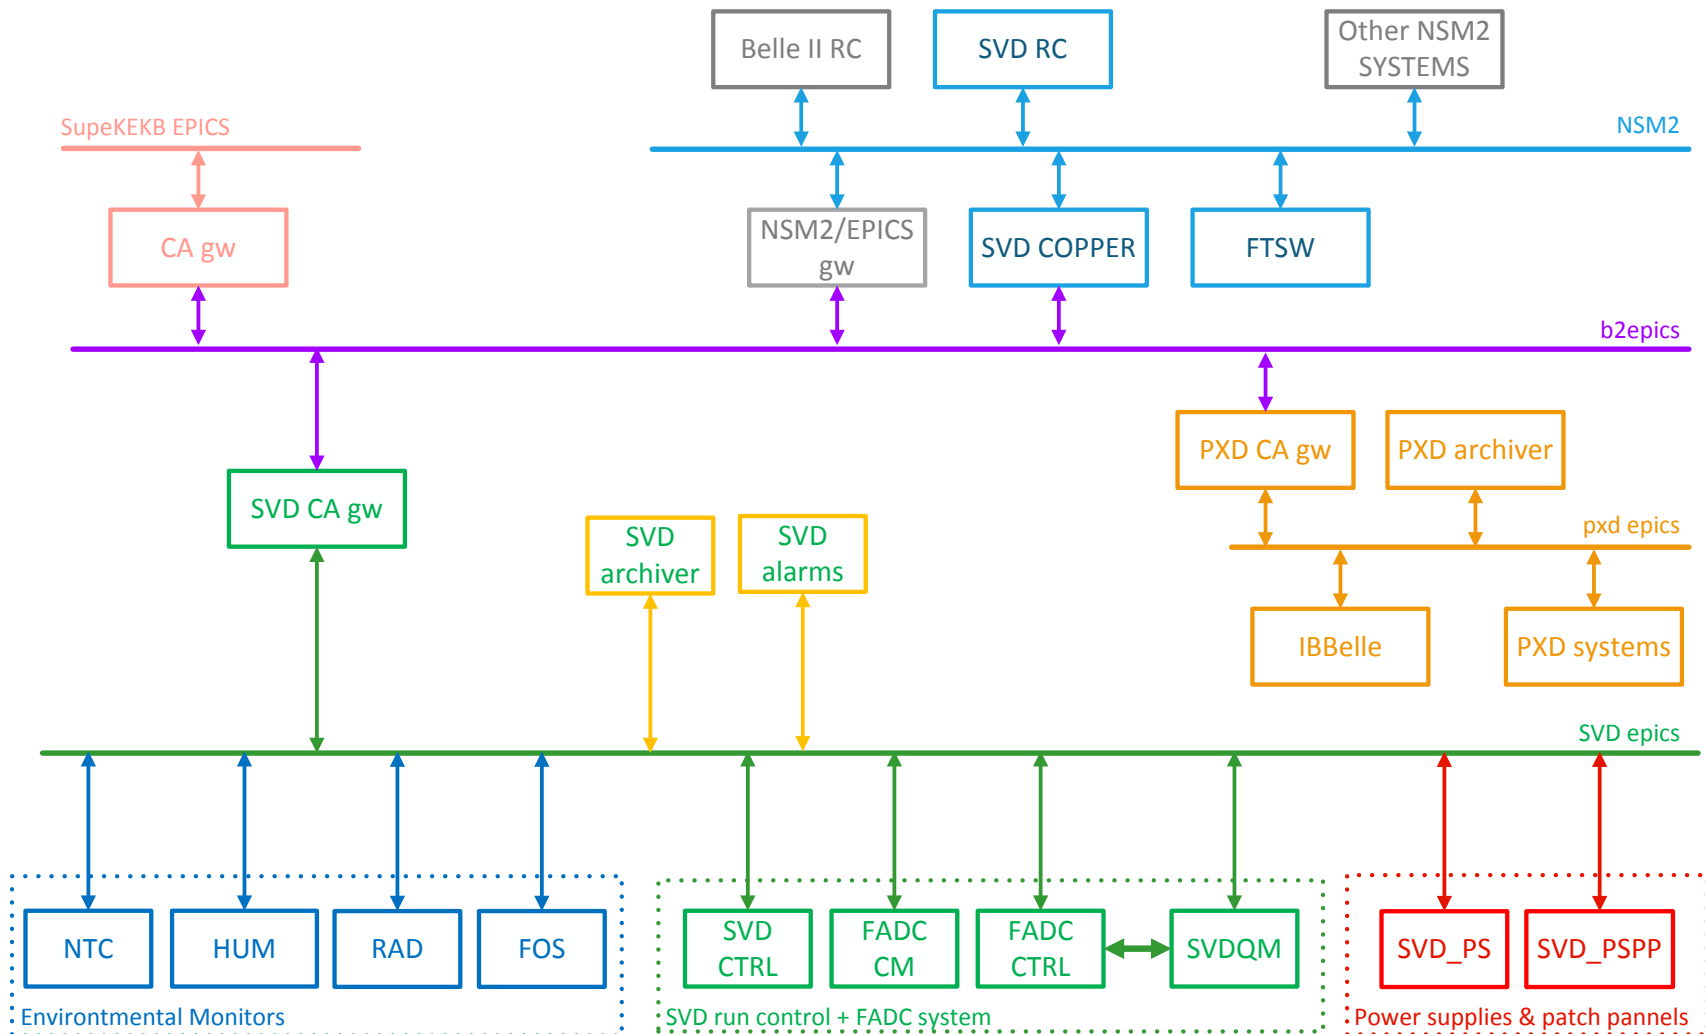 Belle II RC
SVD RC
Other NSM2
SYSTEMS
SupeKEKB EPICS
NSM2
CA gw
NSM2/EPICS
gw
SVD COPPER
FTSW
b2epics
PXD CA gw
PXD archiver
SVD CA gw
SVD
archiver
SVD
alarms
pxd epics
IBBelle
PXD systems
SVD epics
NTC
HUM
RAD
FOS
SVD
CTRL
FADC
CM
FADC
CTRL
SVDQM
SVD_PS
SVD_PSPP
Environtmental Monitors
SVD run control + FADC system
Power supplies & patch pannels